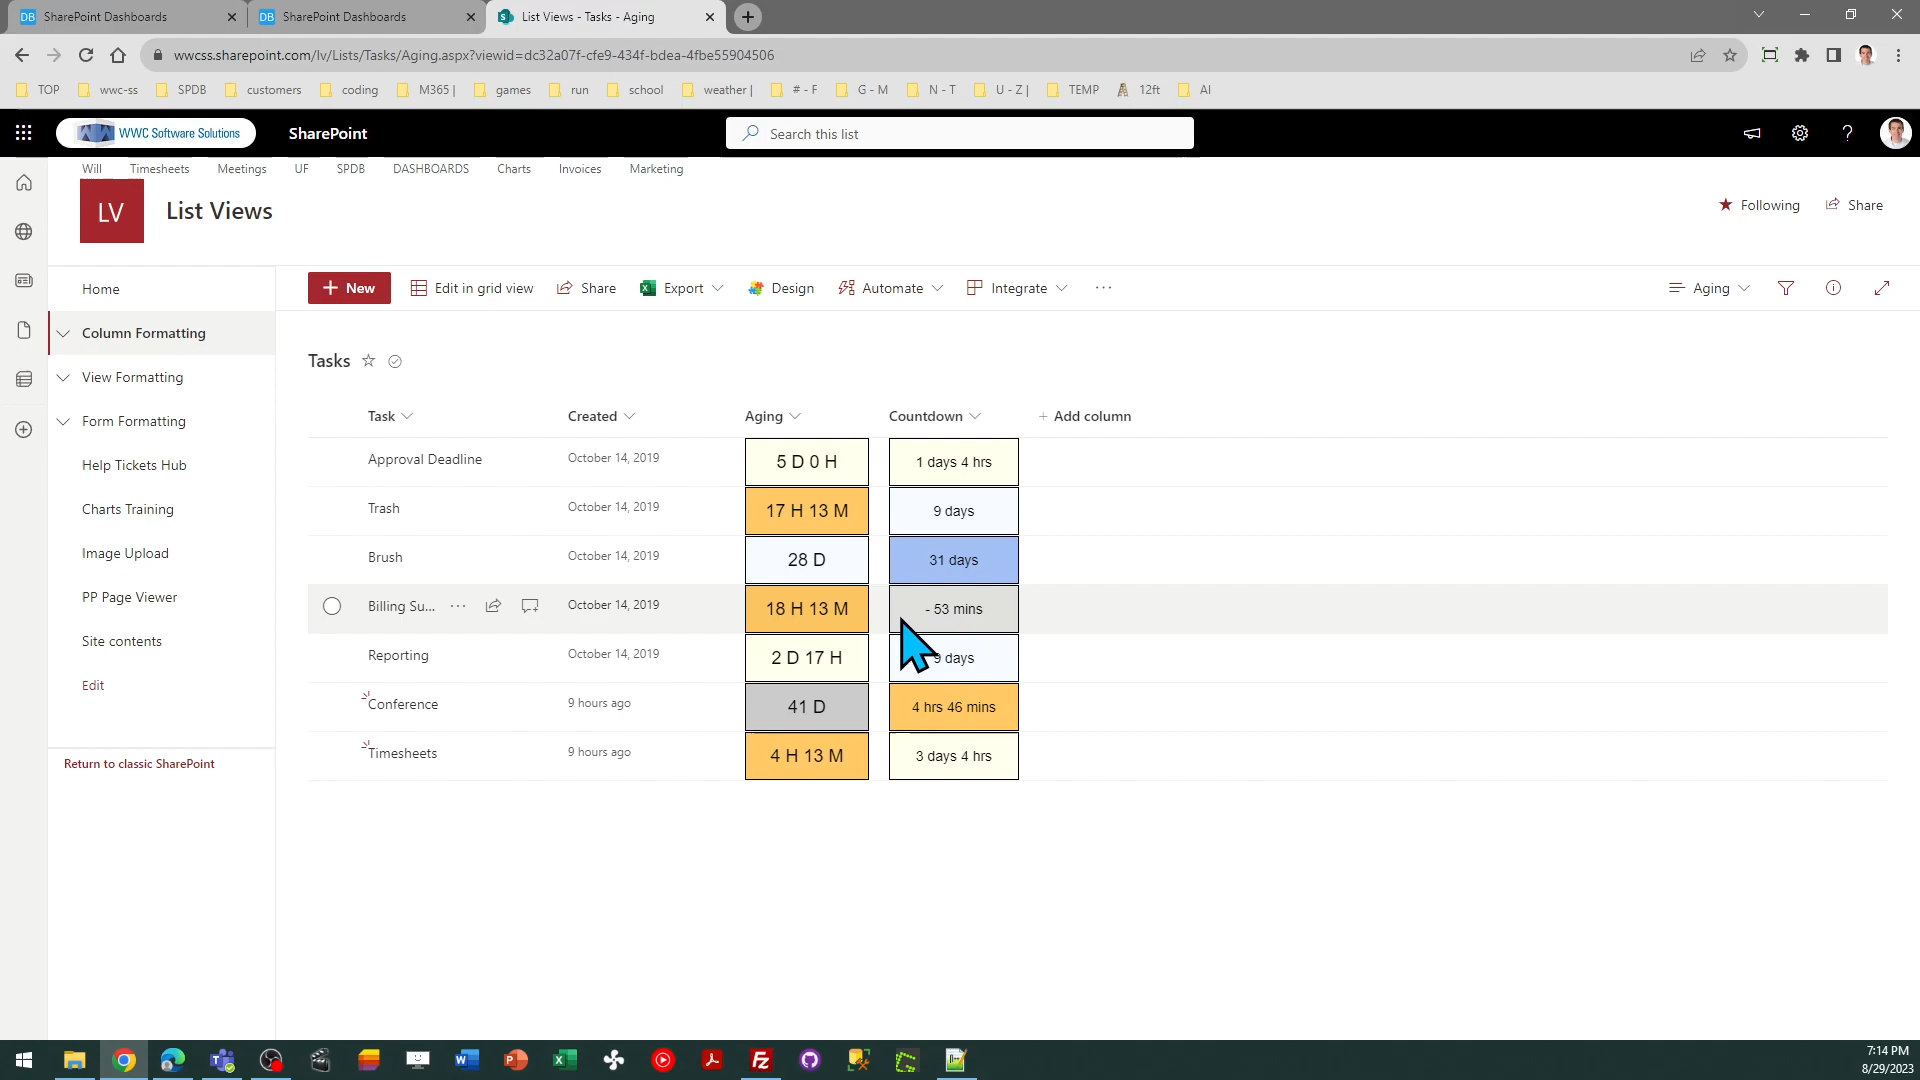 DB SharePoint Dashboards
DB SharePoint Dashboards
List Views - Tasks - Aging
wwcss.sharepoint.com/lv/Lists/Tasks/Aging.aspx?viewid=dc32a07f-cfe9-434f-bdea-4fbe55904506
TOP wwc-ss SPDB customers coding M365 | games run school weather | # - F G - M N - T U - Z | TEMP 12ft AI
WWC Software Solutions SharePoint Search this list ?
Will Timesheets Meetings UF SPDB DASHBOARDS Charts Invoices Marketing
LV List Views Following Share
Home
Column Formatting
View Formatting
Form Formatting
Help Tickets Hub
Charts Training
Image Upload
PP Page Viewer
Site contents
Edit
Return to classic SharePoint
+ New Edit in grid view Share Export Design Automate Integrate ... Aging
Tasks
Task Created Aging Countdown + Add column
Approval Deadline October 14, 2019 5 D 0 H 1 days 4 hrs
Trash October 14, 2019 17 H 13 M 9 days
Brush October 14, 2019 28 D 31 days
Billing Su... ... October 14, 2019 18 H 13 M - 53 mins
Reporting October 14, 2019 2 D 17 H 9 days
Conference 9 hours ago 41 D 4 hrs 46 mins
Timesheets 9 hours ago 4 H 13 M 3 days 4 hrs
7:14 PM
8/29/2023